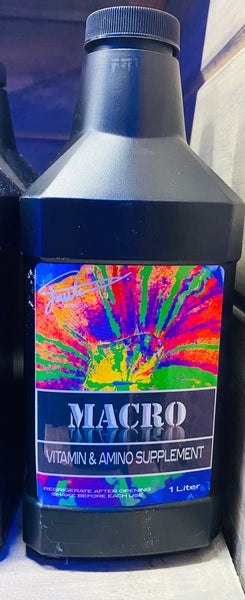 MACRO
VITAMIN & AMINO SUPPLEMENT
REFRIGERATE AFTER OPENING
SHAKE BEFORE EACH USE
1 Liter